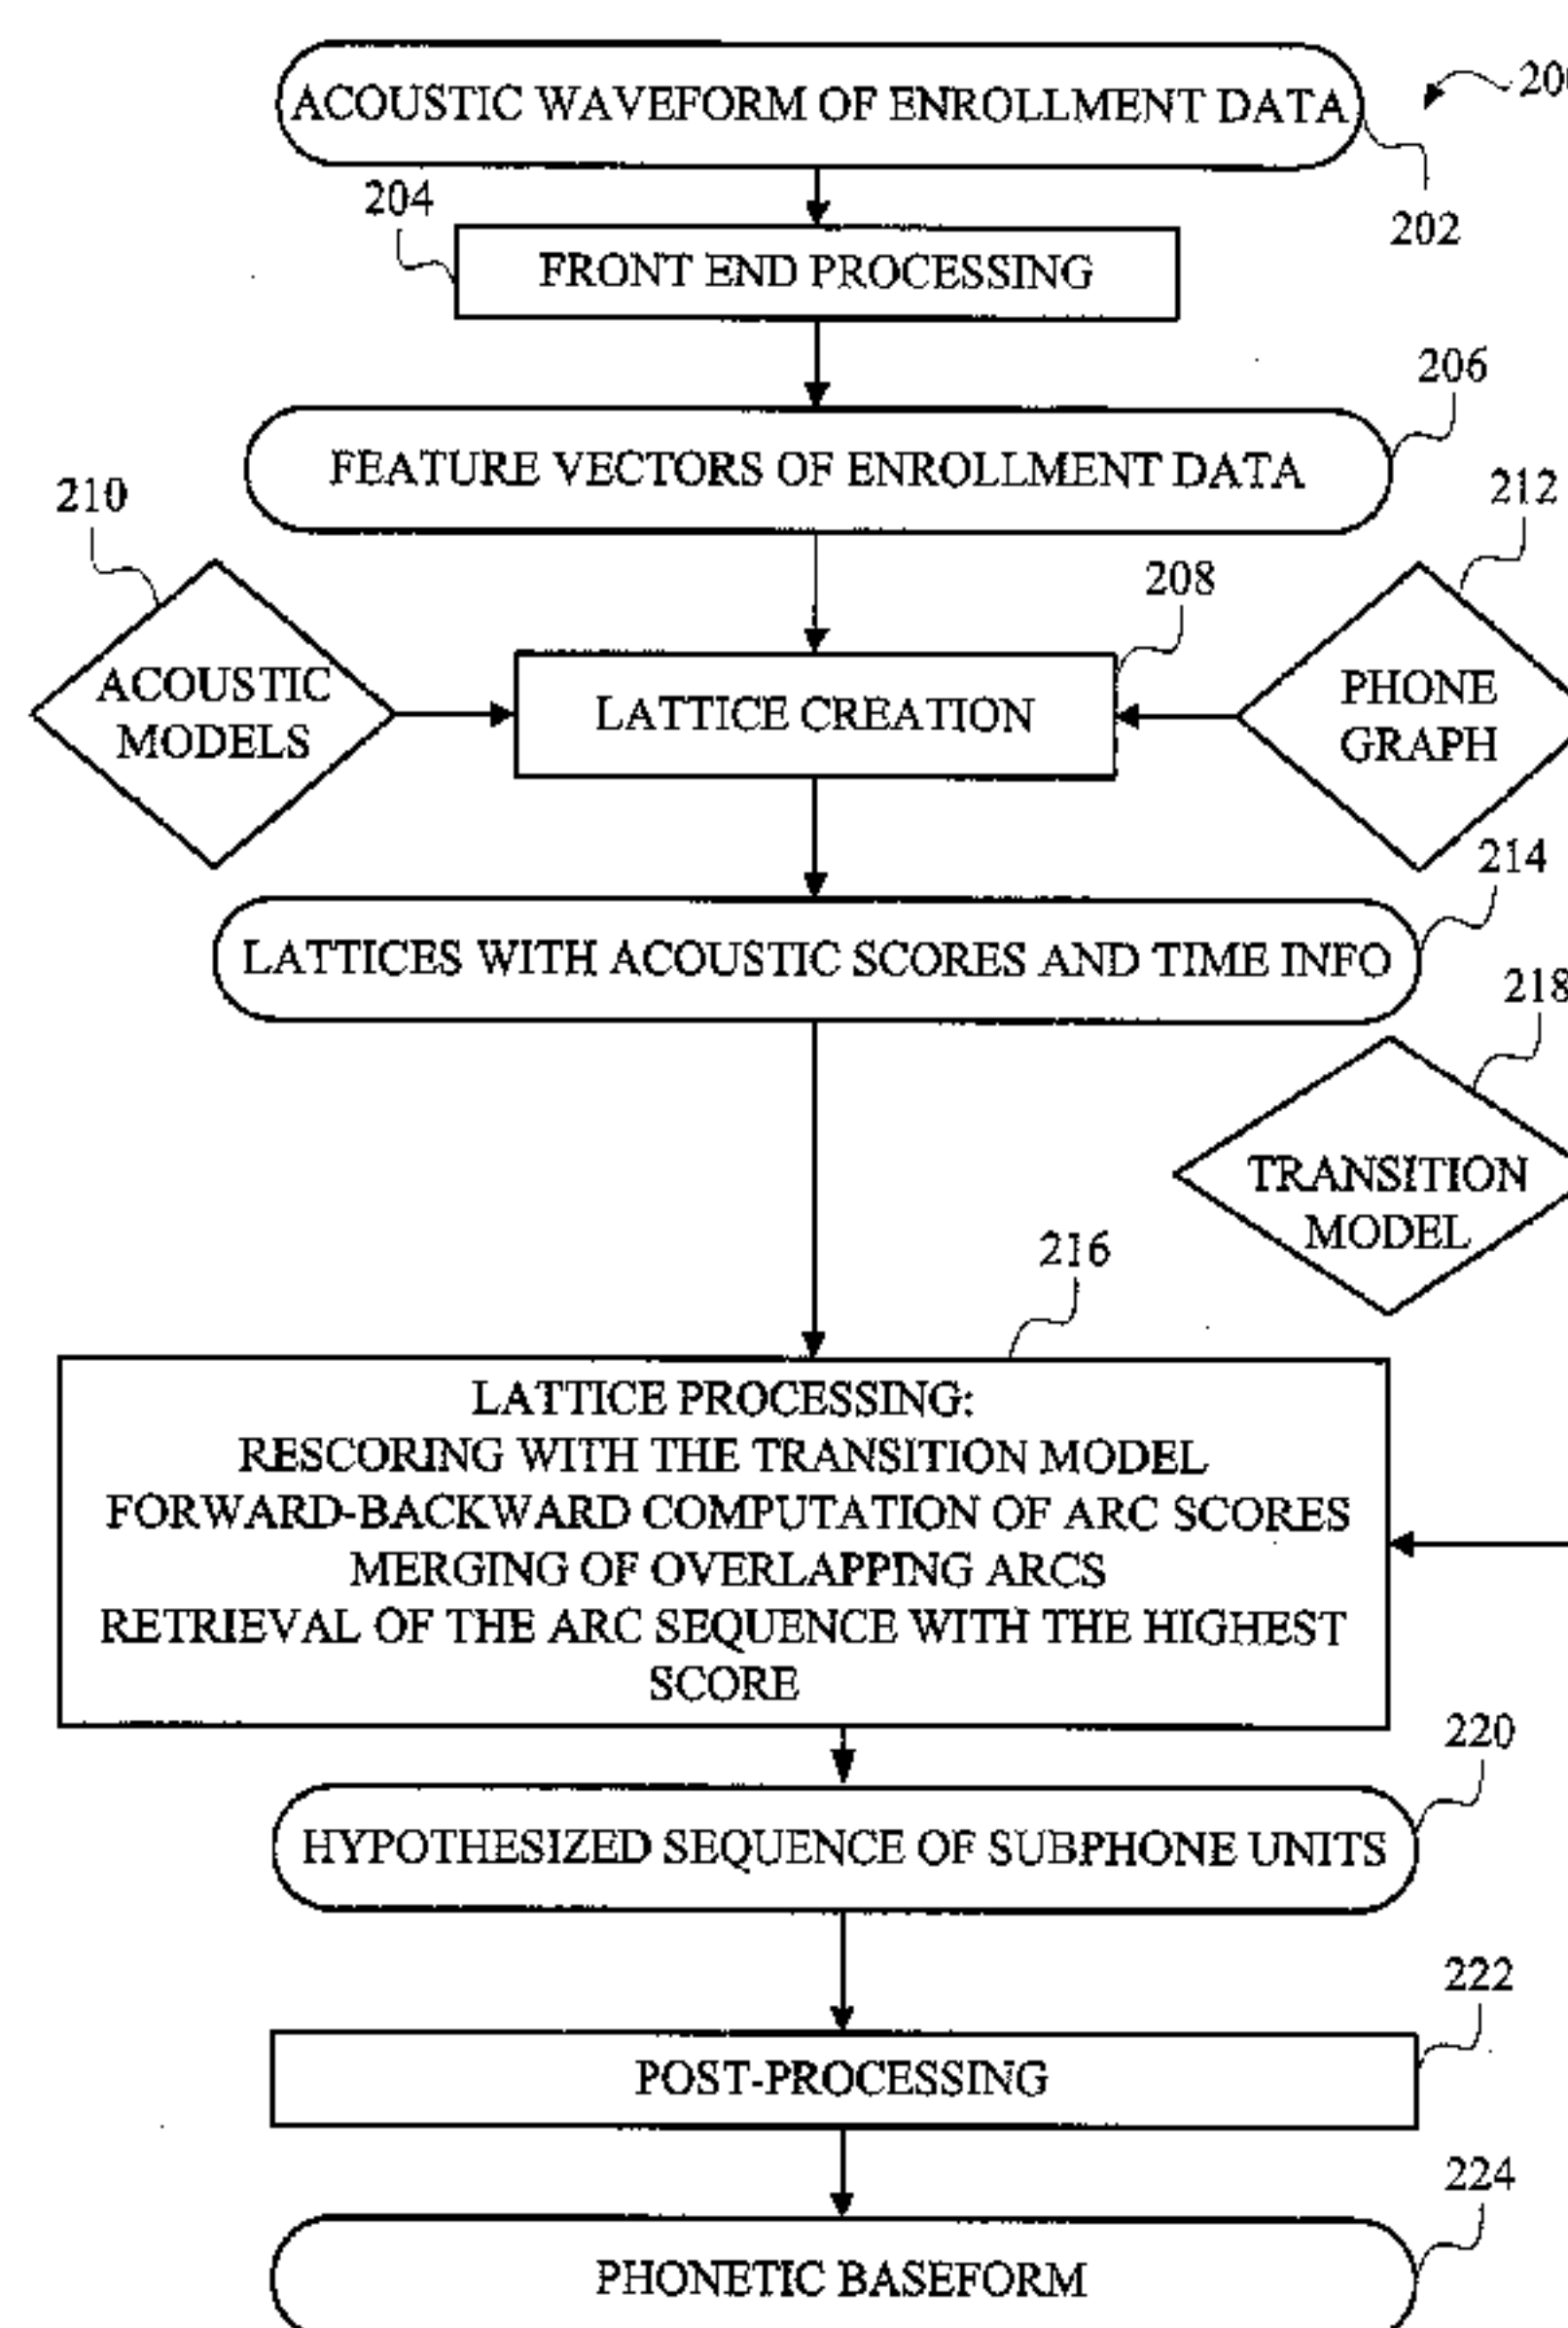 ACOUSTIC WAVEFORM OF ENROLLMENT DATA
202
204
FRONT END PROCESSING
206
FEATURE VECTORS OF ENROLLMENT DATA
210
212
208
ACOUSTIC
MODELS
LATTICE CREATION
PHONE
GRAPH
214
LATTICES WITH ACOUSTIC SCORES AND TIME INFO
218
TRANSITION
MODEL
216
LATTICE PROCESSING:
RESCORING WITH THE TRANSITION MODEL
FORWARD-BACKWARD COMPUTATION OF ARC SCORES
MERGING OF OVERLAPPING ARCS
RETRIEVAL OF THE ARC SEQUENCE WITH THE HIGHEST
SCORE
220
HYPOTHESIZED SEQUENCE OF SUBPHONE UNITS
222
POST-PROCESSING
224
PHONETIC BASEFORM